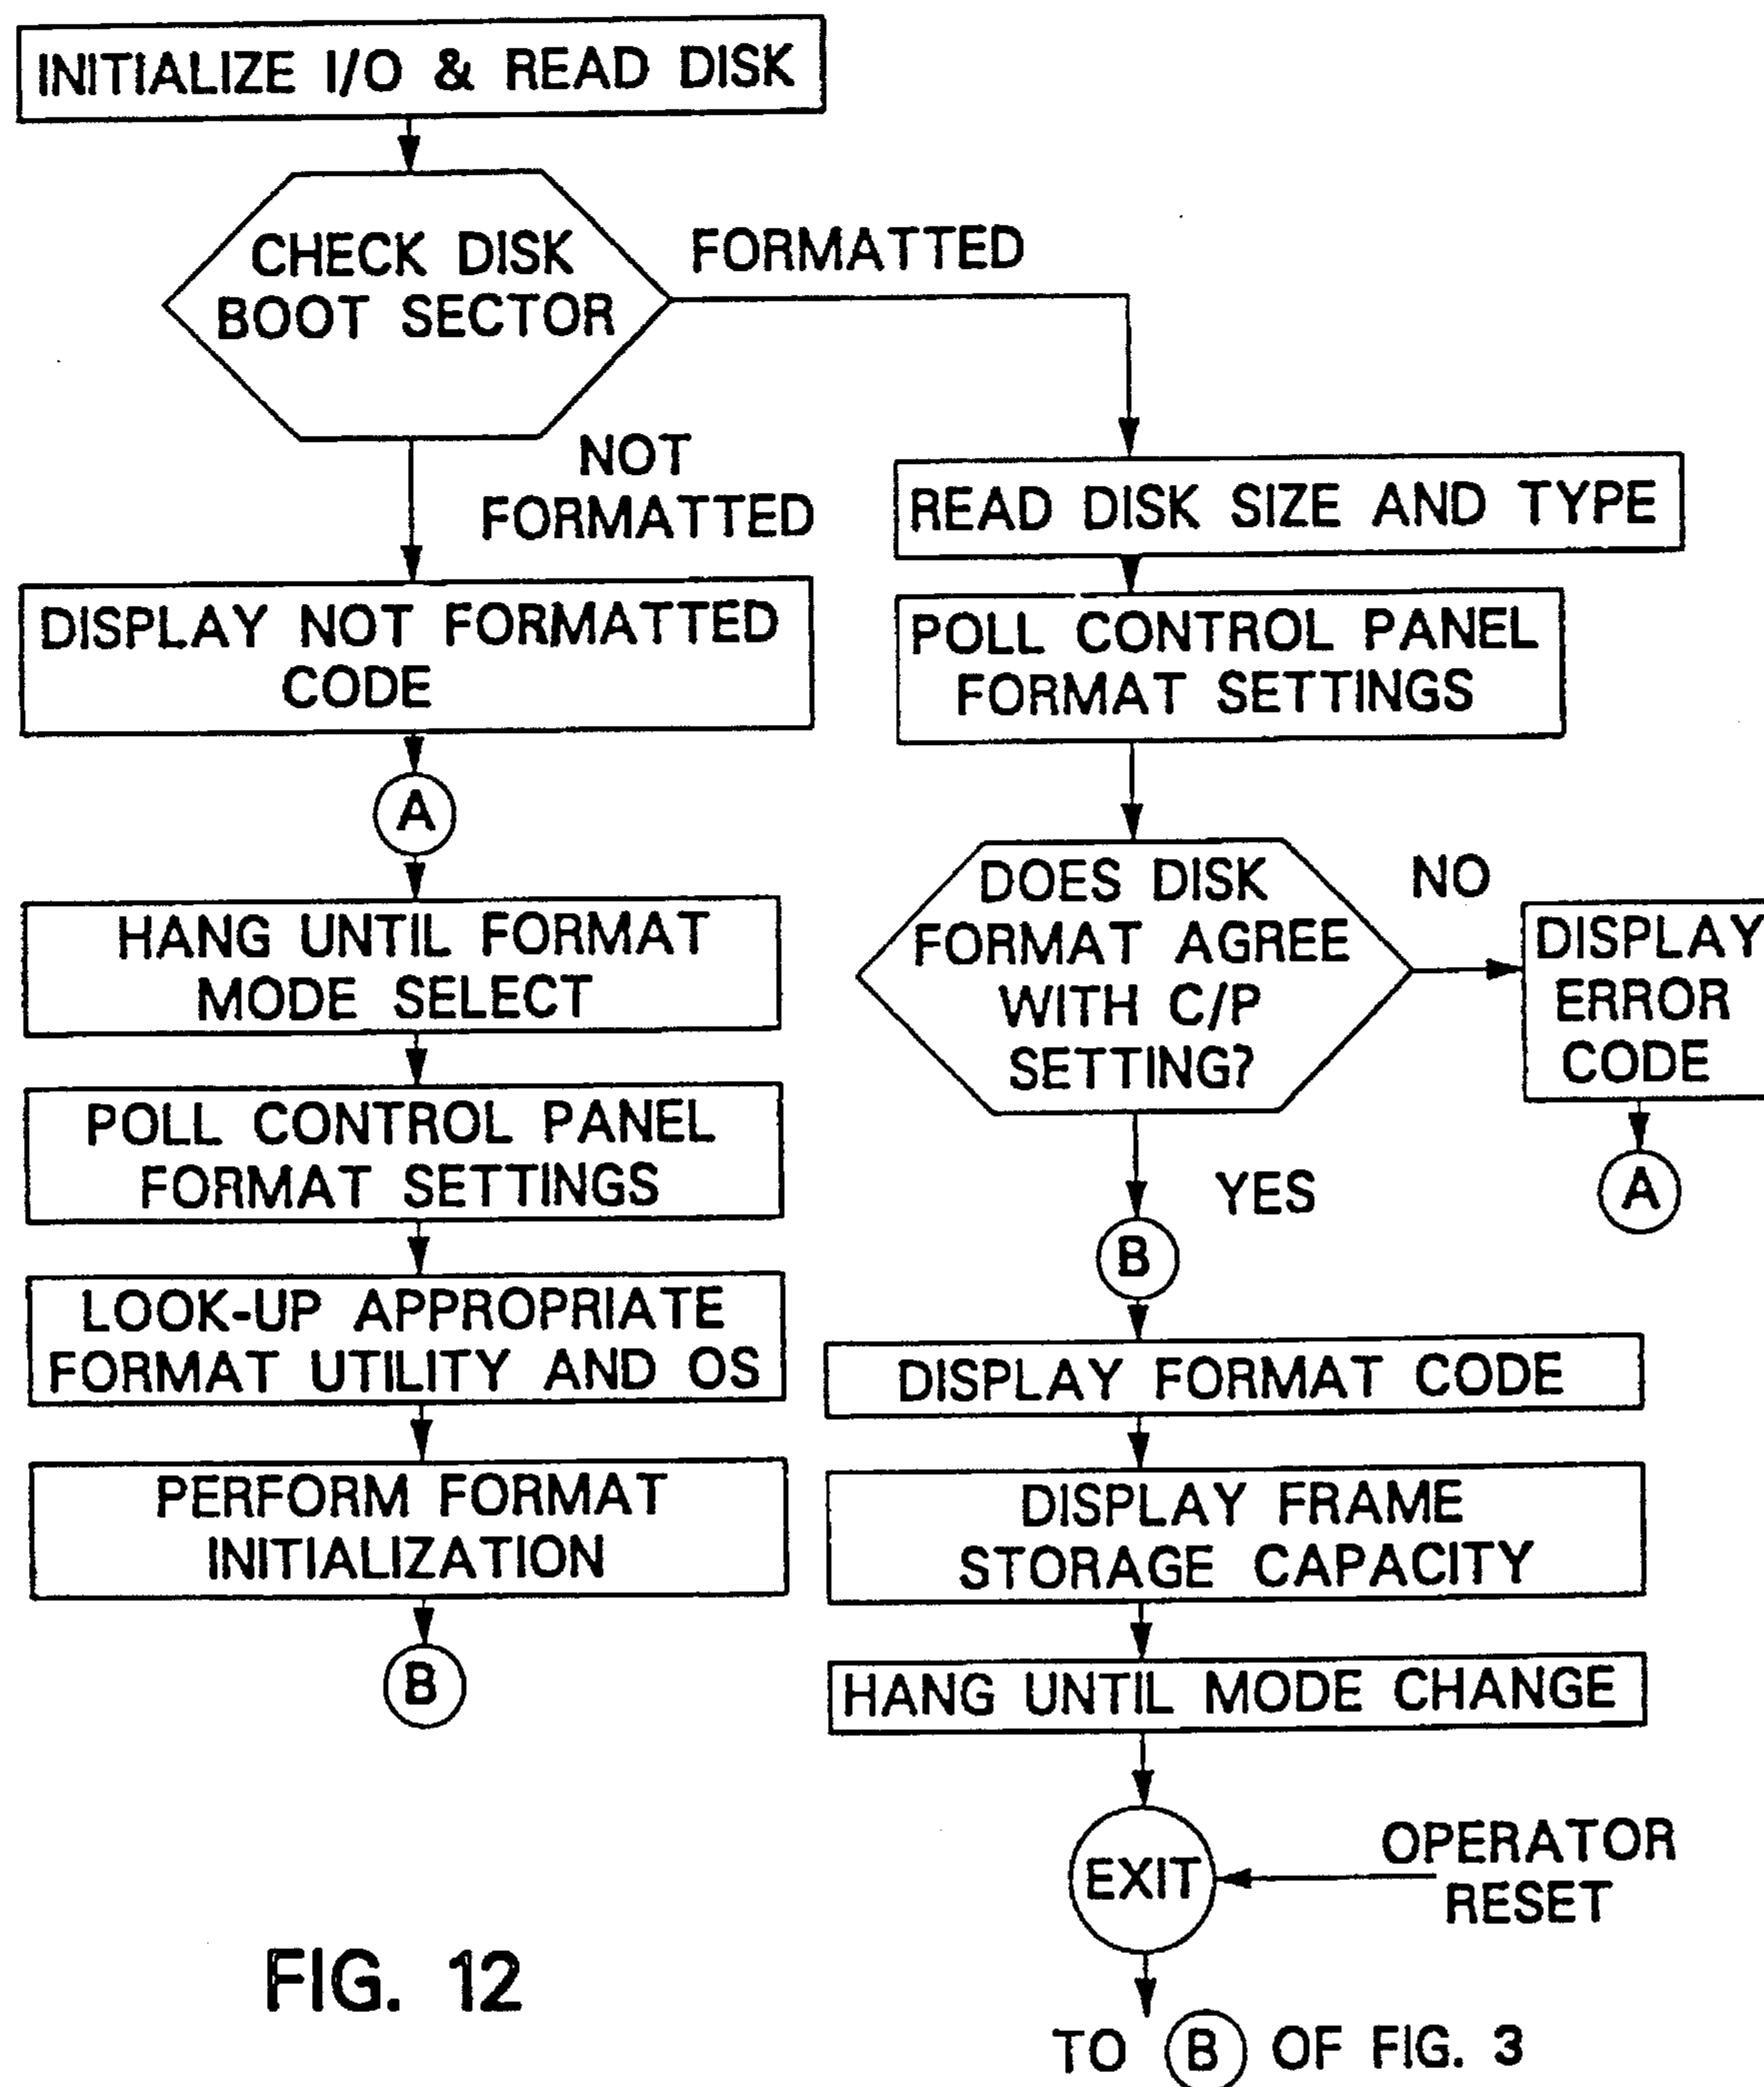 INITIALIZE I/O & READ DISK
CHECK DISK
BOOT SECTOR
FORMATTED
NOT
FORMATTED
DISPLAY NOT FORMATTED
CODE
A
HANG UNTIL FORMAT
MODE SELECT
POLL CONTROL PANEL
FORMAT SETTINGS
LOOK-UP APPROPRIATE
FORMAT UTILITY AND OS
PERFORM FORMAT
INITIALIZATION
B
READ DISK SIZE AND TYPE
POLL CONTROL PANEL
FORMAT SETTINGS
DOES DISK
FORMAT AGREE
WITH C/P
SETTING?
NO
DISPLAY
ERROR
CODE
A
YES
B
DISPLAY FORMAT CODE
DISPLAY FRAME
STORAGE CAPACITY
HANG UNTIL MODE CHANGE
EXIT
OPERATOR
RESET
TO B OF FIG. 3
FIG. 12